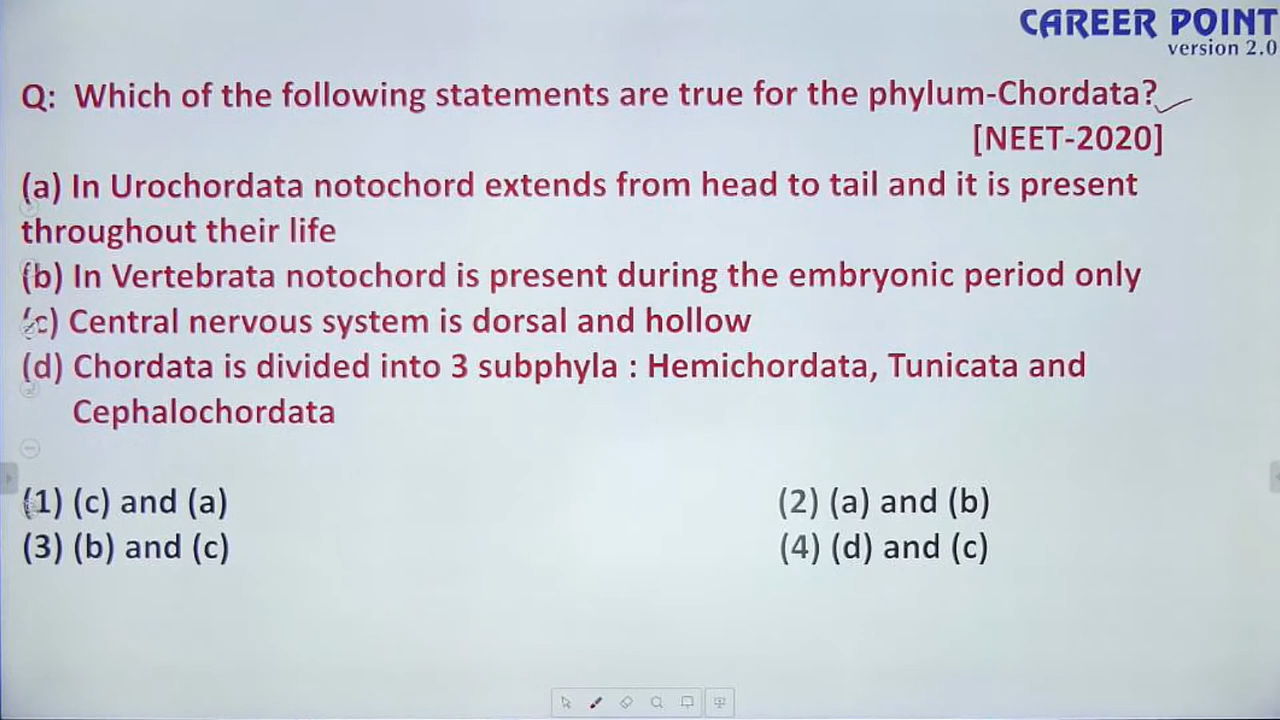 CAREER POINT
version 2.0
Q: Which of the following statements are true for the phylum-Chordata?
[NEET-2020]
(a) In Urochordata notochord extends from head to tail and it is present
throughout their life
(b) In Vertebrata notochord is present during the embryonic period only
(c) Central nervous system is dorsal and hollow
(d) Chordata is divided into 3 subphyla : Hemichordata, Tunicata and
Cephalochordata
(1) (c) and (a)
(2) (a) and (b)
(3) (b) and (c)
(4) (d) and (c)